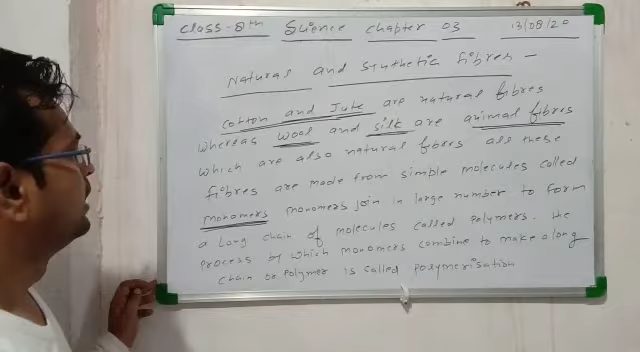 Class-8th Science chapter 03 13/08/20
Natural and synthetic fibres -
Cotton and Jute are natural fibres
whereas wool and silk are animal fibres
which are also natural fibres all these
fibres are made from simple molecules called
monomers monomers join in large number to form
a long chain of molecules called Polymers. The
process by which monomers combine to make a long
chain or Polymer is called Polymerisation